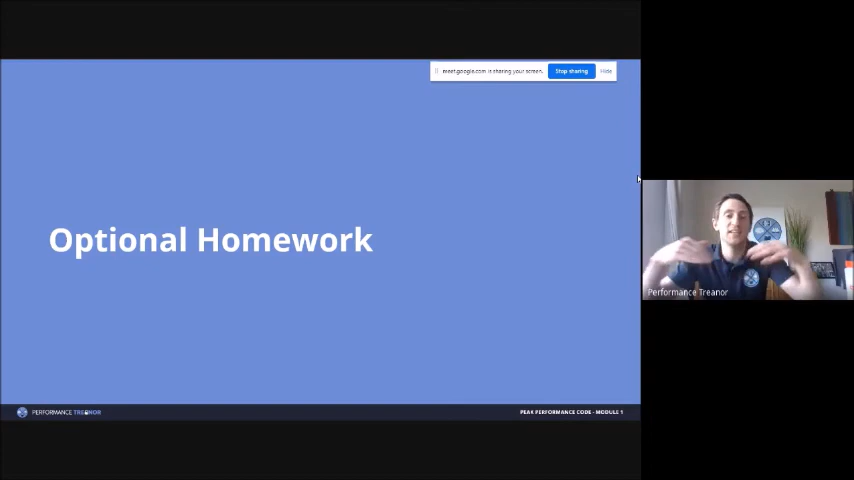 meet.google.com is sharing your screen.
Stop sharing
Hide
Optional Homework
Performance Treanor
PERFORMANCE TREANOR
PEAK PERFORMANCE CODE - MODULE 1